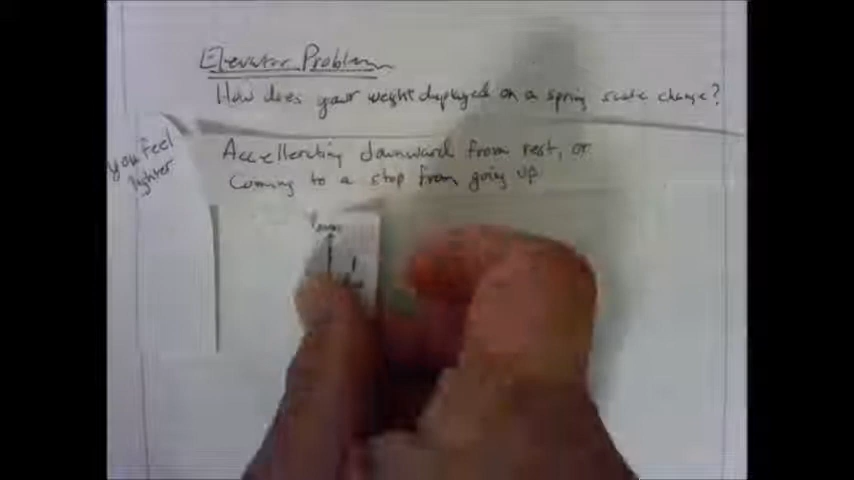 Elevator Problem
How does your weight displayed on a spring scale change?
you feel
lighter
Accellerating downward from rest, or
Coming to a stop from going up